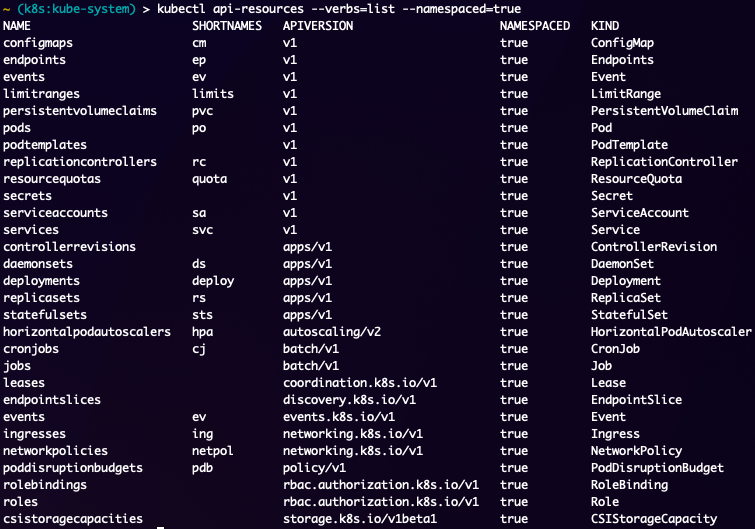 ~ (k8s:kube-system) > kubectl api-resources --verbs=list --namespaced=true
NAME SHORTNAMES APIVERSION NAMESPACED KIND
configmaps cm v1 true ConfigMap
endpoints ep v1 true Endpoints
events ev v1 true Event
limitranges limits v1 true LimitRange
persistentvolumeclaims pvc v1 true PersistentVolumeClaim
pods po v1 true Pod
podtemplates v1 true PodTemplate
replicationcontrollers rc v1 true ReplicationController
resourcequotas quota v1 true ResourceQuota
secrets v1 true Secret
serviceaccounts sa v1 true ServiceAccount
services svc v1 true Service
controllerrevisions apps/v1 true ControllerRevision
daemonsets ds apps/v1 true DaemonSet
deployments deploy apps/v1 true Deployment
replicasets rs apps/v1 true ReplicaSet
statefulsets sts apps/v1 true StatefulSet
horizontalpodautoscalers hpa autoscaling/v2 true HorizontalPodAutoscaler
cronjobs cj batch/v1 true CronJob
jobs batch/v1 true Job
leases coordination.k8s.io/v1 true Lease
endpointslices discovery.k8s.io/v1 true EndpointSlice
events ev events.k8s.io/v1 true Event
ingresses ing networking.k8s.io/v1 true Ingress
networkpolicies netpol networking.k8s.io/v1 true NetworkPolicy
poddisruptionbudgets pdb policy/v1 true PodDisruptionBudget
rolebindings rbac.authorization.k8s.io/v1 true RoleBinding
roles rbac.authorization.k8s.io/v1 true Role
csistoragecapacities storage.k8s.io/v1beta1 true CSIStorageCapacity